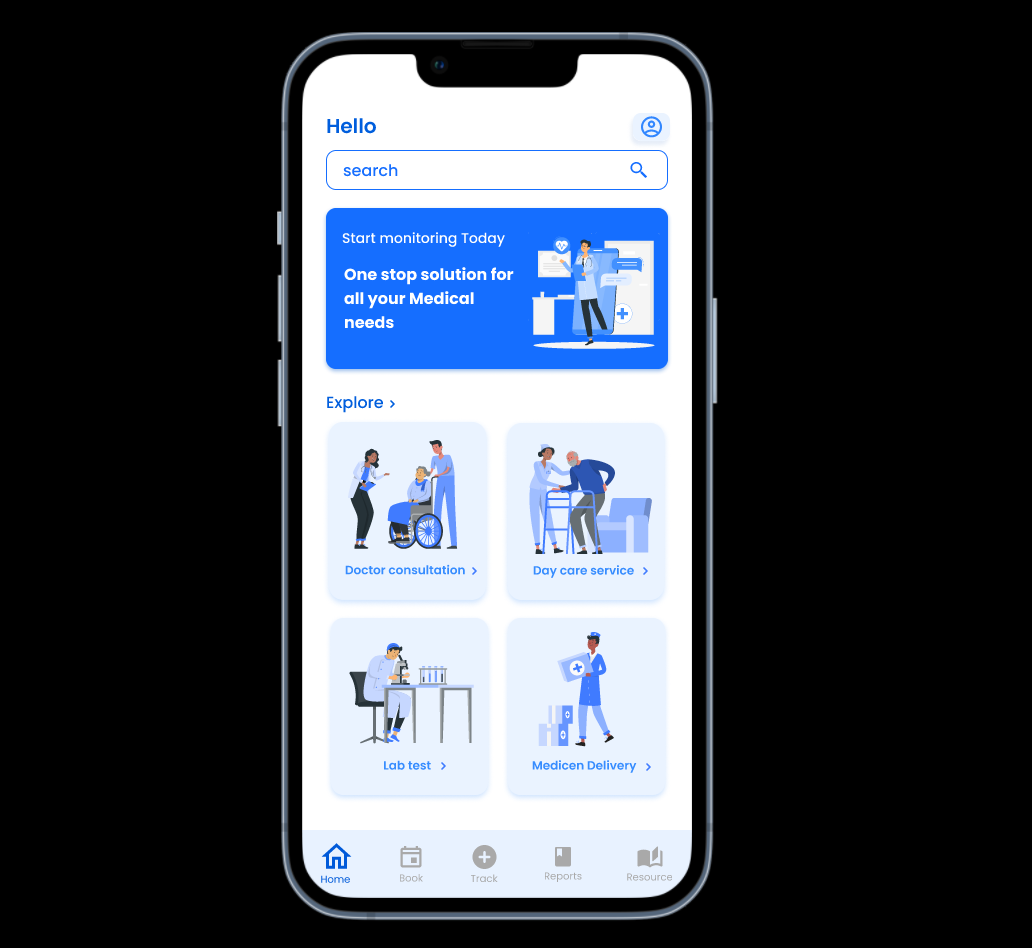 Hello
search
Start monitoring Today
One stop solution for
all your Medical
needs
Explore
Doctor consultation
Day care service
Lab test
Medicen Delivery
Home
Book
Track
Reports
Resource